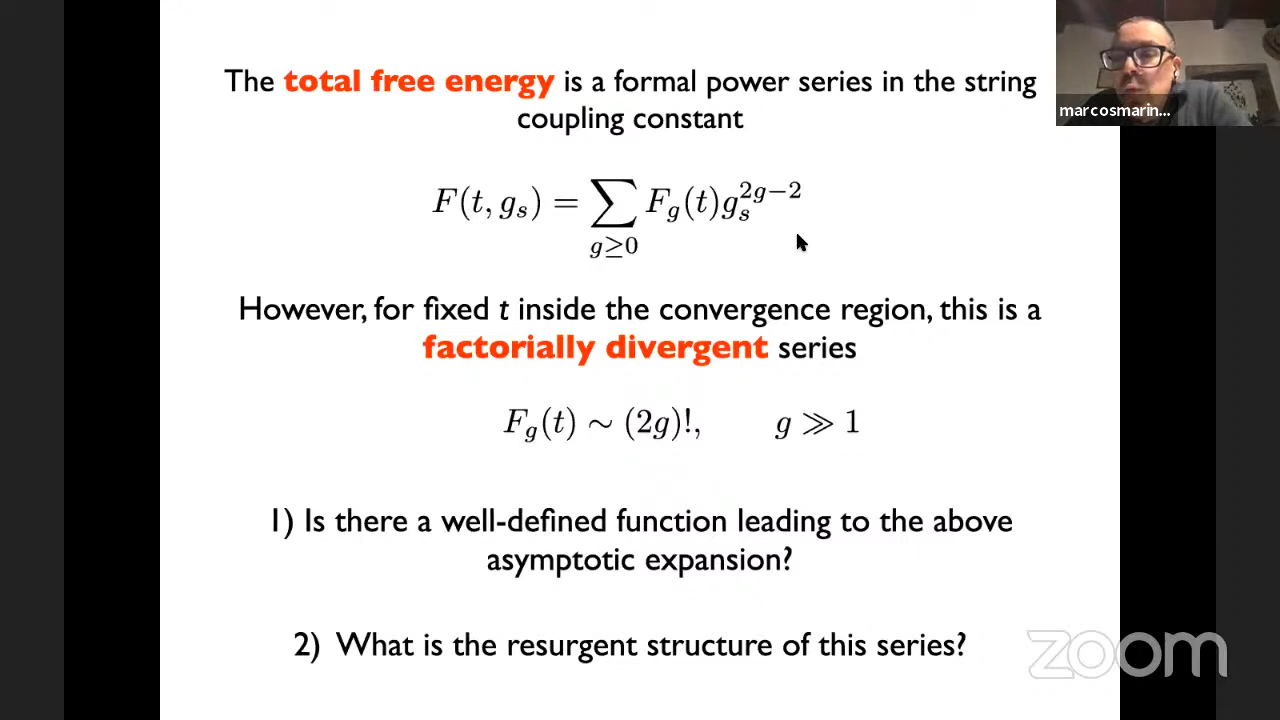 The total free energy is a formal power series in the string
coupling constant
marcosmarin...
F(t, g_s) = \sum_{g≥0} F_g(t) g_s^{2g−2}
However, for fixed t inside the convergence region, this is a
factorially divergent series
F_g(t) ∼ (2g)!, g ≫ 1
1) Is there a well-defined function leading to the above
asymptotic expansion?
2) What is the resurgent structure of this series?
zoom